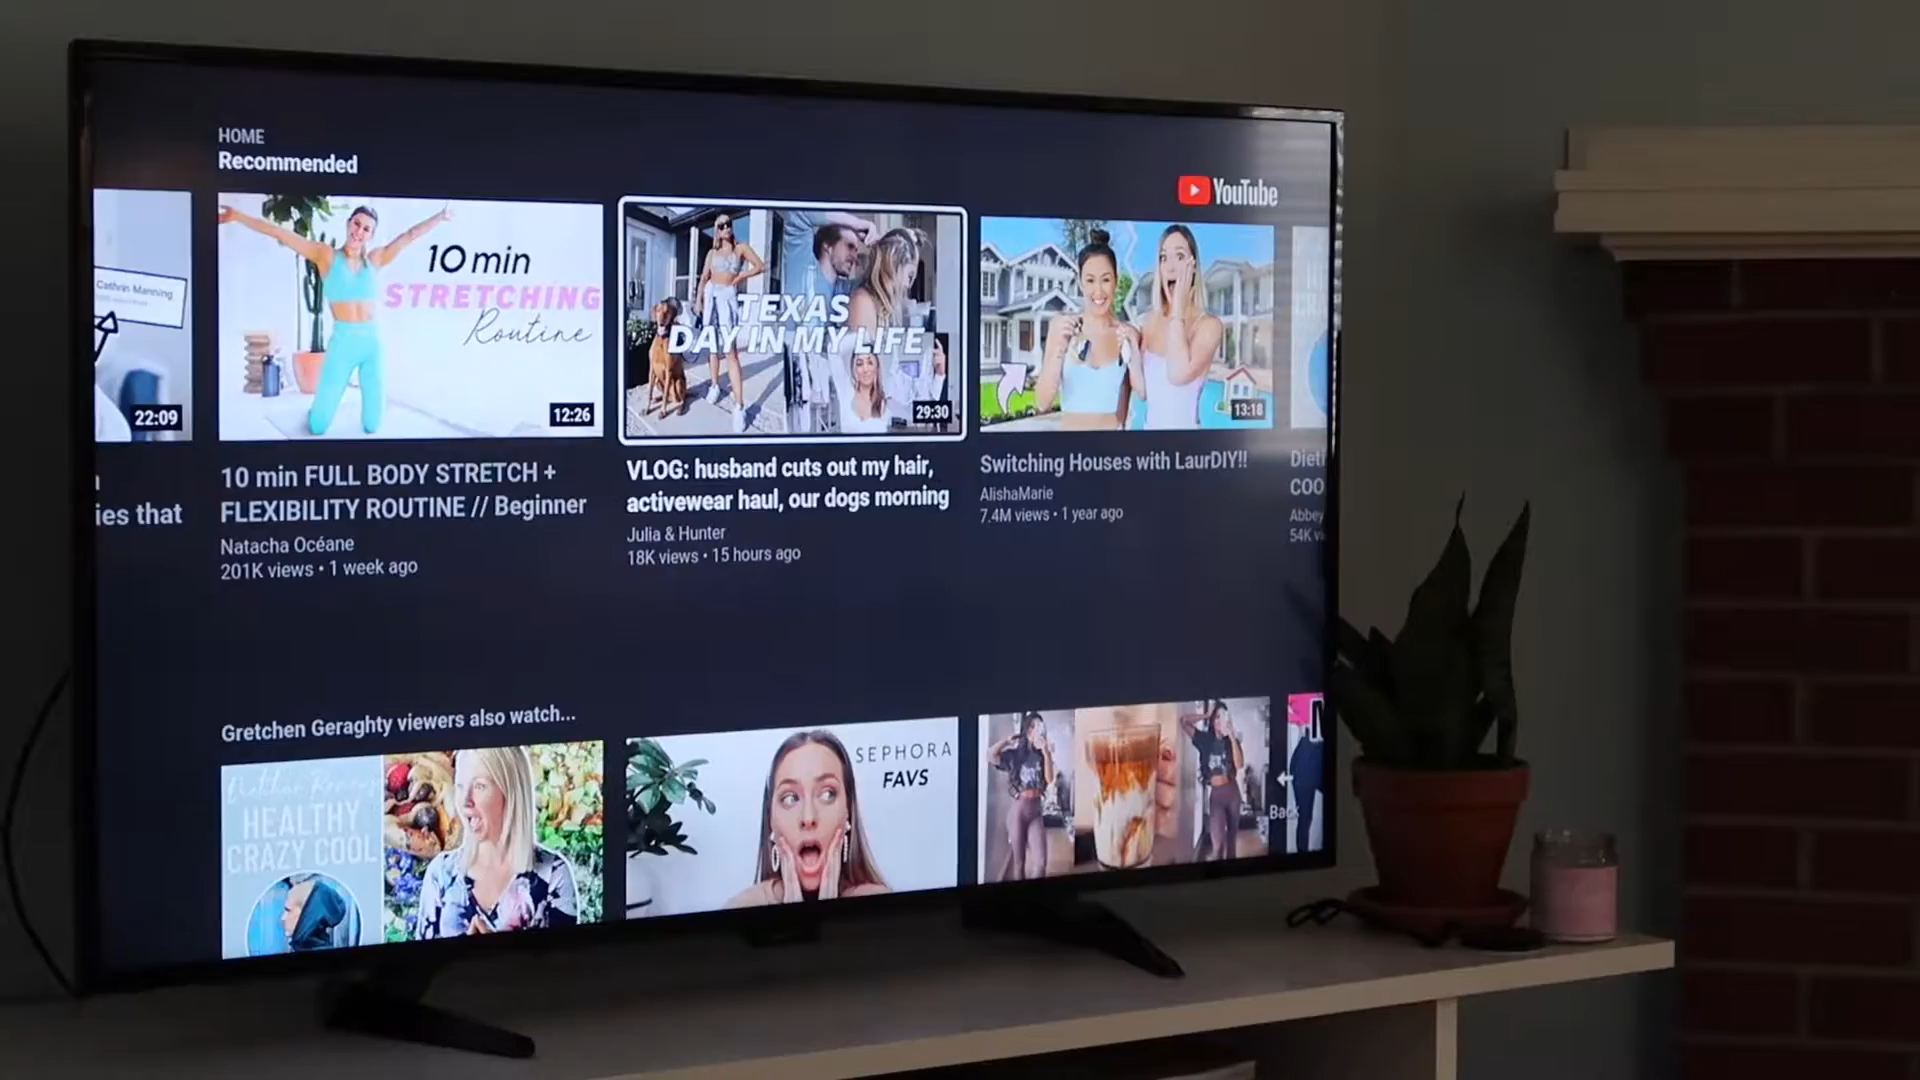 HOME
Recommended
YouTube
Cathrin Manning
22:09
10 min
STRETCHING
Routine
12:26
TEXAS
DAY IN MY LIFE
29:30
13:18
ies that
10 min FULL BODY STRETCH +
FLEXIBILITY ROUTINE // Beginner
Natacha Océane
201K views • 1 week ago
VLOG: husband cuts out my hair,
activewear haul, our dogs morning
Julia & Hunter
18K views • 15 hours ago
Switching Houses with LaurDIY!!
AlishaMarie
7.4M views • 1 year ago
Dieti
COO
Abbey
54K vi
Gretchen Geraghty viewers also watch...
HEALTHY
CRAZY COOL
SEPHORA
FAVS
Back